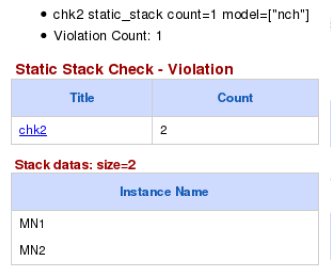 chk2 static_stack count=1 model=["nch"]
Violation Count: 1
Static Stack Check - Violation
Title Count
chk2 2
Stack datas: size=2
Instance Name
MN1
MN2